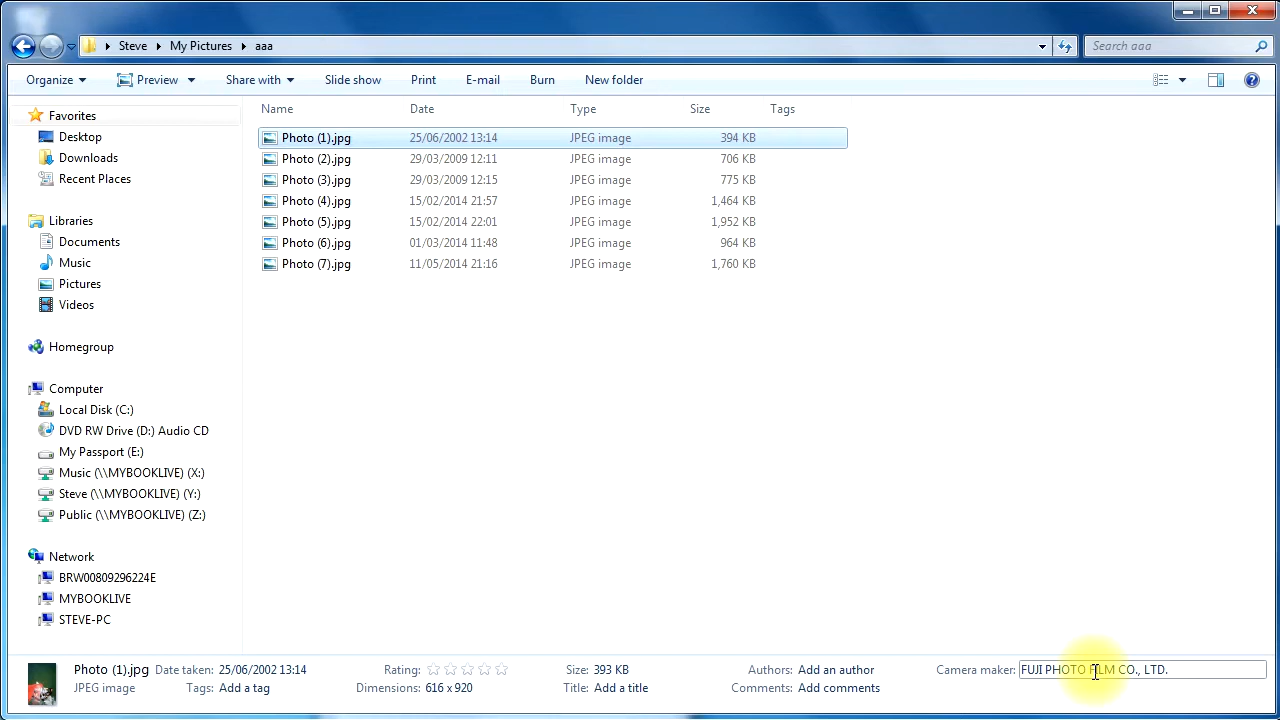 Steve My Pictures aaa
Search aaa
Organize Preview Share with Slide show Print E-mail Burn New folder
Favorites
Desktop
Downloads
Recent Places
Libraries
Documents
Music
Pictures
Videos
Homegroup
Computer
Local Disk (C:)
DVD RW Drive (D:) Audio CD
My Passport (E:)
Music (\\MYBOOKLIVE) (X:)
Steve (\\MYBOOKLIVE) (Y:)
Public (\\MYBOOKLIVE) (Z:)
Network
BRW00809296224E
MYBOOKLIVE
STEVE-PC
Name Date Type Size Tags
Photo (1).jpg 25/06/2002 13:14 JPEG image 394 KB
Photo (2).jpg 29/03/2009 12:11 JPEG image 706 KB
Photo (3).jpg 29/03/2009 12:15 JPEG image 775 KB
Photo (4).jpg 15/02/2014 21:57 JPEG image 1,464 KB
Photo (5).jpg 15/02/2014 22:01 JPEG image 1,952 KB
Photo (6).jpg 01/03/2014 11:48 JPEG image 964 KB
Photo (7).jpg 11/05/2014 21:16 JPEG image 1,760 KB
Photo (1).jpg Date taken: 25/06/2002 13:14 Rating: Size: 393 KB Authors: Add an author Camera maker: FUJI PHOTO FILM CO., LTD.
JPEG image Tags: Add a tag Dimensions: 616 x 920 Title: Add a title Comments: Add comments